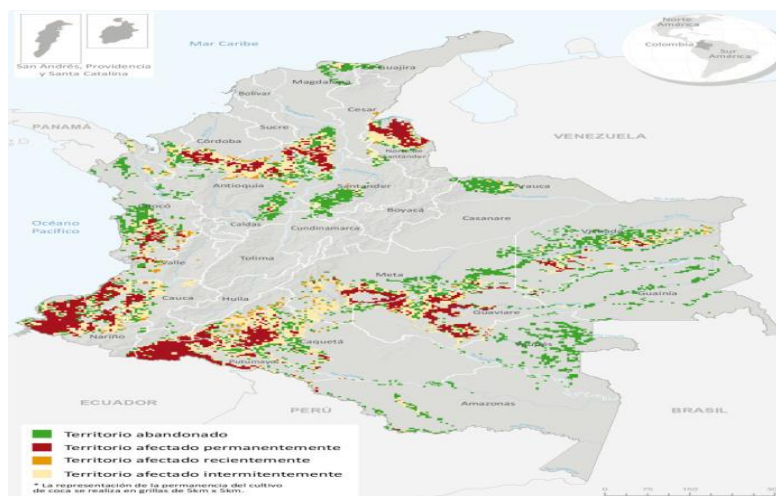 Norte
América
Colombia
Sur
América
San Andrés, Providencia
y Santa Catalina
Mar Caribe
Guajira
Magdalena
Bolívar
Cesar
PANAMÁ
Sucre
Córdoba
VENEZUELA
Norte de
Santander
Antioquia
Santander
Arauca
Chocó
Boyacá
Océano
Pacífico
Casanare
Caldas
Cundinamarca
Vichada
Tolima
Valle
Meta
Cauca
Huila
Guainía
Guaviare
Nariño
Caquetá
Vaupés
Putumayo
Amazonas
ECUADOR
PERÚ
BRASIL
Territorio abandonado
Territorio afectado permanentemente
Territorio afectado recientemente
Territorio afectado intermitentemente
* La representación de la permanencia del cultivo
de coca se realiza en grillas de 5km x 5km.